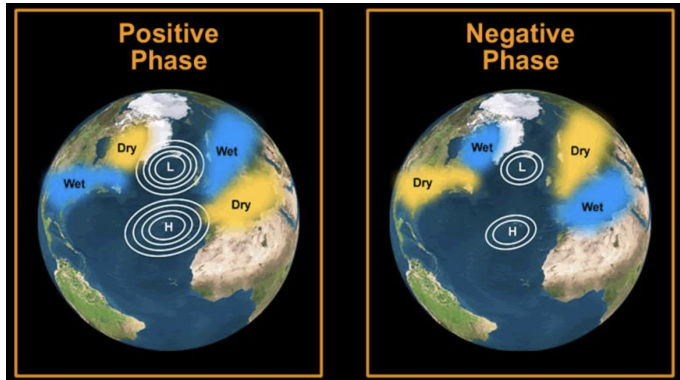 Positive
Phase
Dry
L
Wet
Wet
Dry
H
Negative
Phase
Wet
Dry
L
Dry
Wet
H